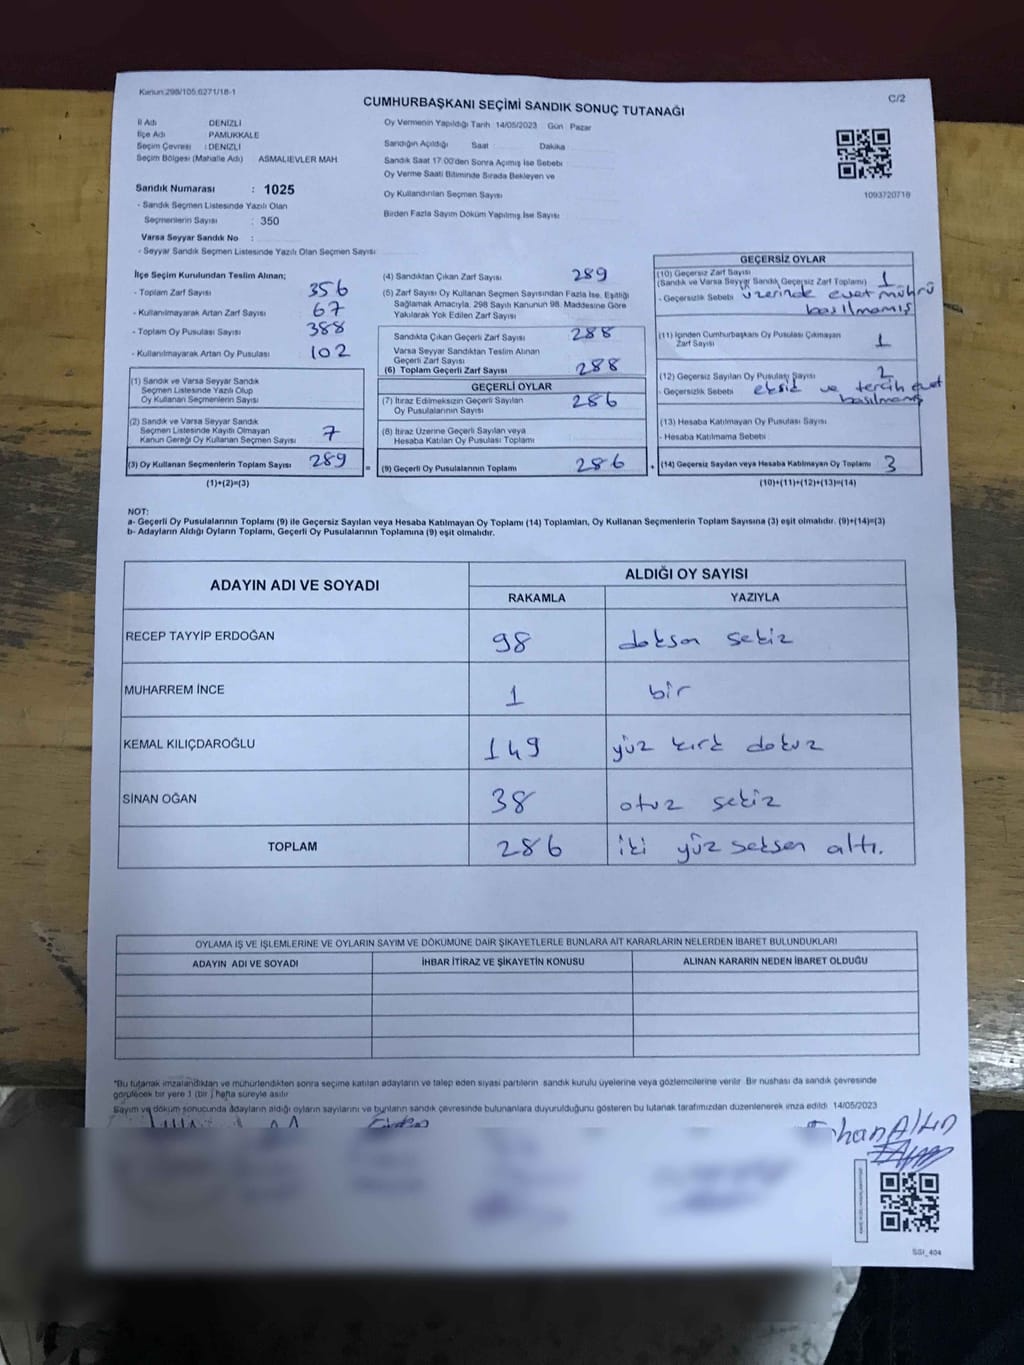 Kanun:298/105,6271/18-1
C/2
CUMHURBAŞKANI SEÇİMİ SANDIK SONUÇ TUTANAĞI
İl Adı DENİZLİ
İlçe Adı PAMUKKALE
Seçim Çevresi : DENİZLİ
Seçim Bölgesi (Mahalle Adı) ASMALIEVLER MAH
Sandık Numarası : 1025
- Sandık Seçmen Listesinde Yazılı Olan
Seçmenlerin Sayısı : 350
Varsa Seyyar Sandık No :
- Seyyar Sandık Seçmen Listesinde Yazılı Olan Seçmen Sayısı
Oy Vermenin Yapıldığı Tarih 14/05/2023 Gün Pazar
Sandığın Açıldığı Saat Dakika
Sandık Saat 17:00'den Sonra Açılmış İse Sebebi
Oy Verme Saati Bitiminde Sırada Bekleyen ve
Oy Kullandırılan Seçmen Sayısı
Birden Fazla Sayım Döküm Yapılmış İse Sayısı
1093720718
İlçe Seçim Kurulundan Teslim Alınan;
- Toplam Zarf Sayısı 356
- Kullanılmayarak Artan Zarf Sayısı 67
- Toplam Oy Pusulası Sayısı 388
- Kullanılmayarak Artan Oy Pusulası 102
(1) Sandık ve Varsa Seyyar Sandık
Seçmen Listesinde Yazılı Olup
Oy Kullanan Seçmenlerin Sayısı
(2) Sandık ve Varsa Seyyar Sandık
Seçmen Listesinde Kayıtlı Olmayan
Kanun Gereği Oy Kullanan Seçmen Sayısı 7
(3) Oy Kullanan Seçmenlerin Toplam Sayısı 289 =
(1)+(2)=(3)
(4) Sandıktan Çıkan Zarf Sayısı 289
(5) Zarf Sayısı Oy Kullanan Seçmen Sayısından Fazla İse, Eşitliği
Sağlamak Amacıyla, 298 Sayılı Kanunun 98. Maddesine Göre
Yakılarak Yok Edilen Zarf Sayısı
Sandıkta Çıkan Geçerli Zarf Sayısı 288
Varsa Seyyar Sandıktan Teslim Alınan
Geçerli Zarf Sayısı
(6) Toplam Geçerli Zarf Sayısı 288
GEÇERLİ OYLAR
(7) İtiraz Edilmeksizin Geçerli Sayılan
Oy Pusulalarının Sayısı 286
(8) İtiraz Üzerine Geçerli Sayılan veya
Hesaba Katılan Oy Pusulası Toplamı
(9) Geçerli Oy Pusulalarının Toplamı 286 +
GEÇERSİZ OYLAR
(10) Geçersiz Zarf Sayısı
(Sandık ve Varsa Seyyar Sandık Geçersiz Zarf Toplamı) 1
- Geçersizlik Sebebi üzerinde evet mührü
basılmamış
(11) İçinden Cumhurbaşkanı Oy Pusulası Çıkmayan
Zarf Sayısı 1
(12) Geçersiz Sayılan Oy Pusulası Sayısı 2
- Geçersizlik Sebebi eksik ve tercih evet
basılmamış
(13) Hesaba Katılmayan Oy Pusulası Sayısı
- Hesaba Katılmama Sebebi
(14) Geçersiz Sayılan veya Hesaba Katılmayan Oy Toplamı 3
(10)+(11)+(12)+(13)=(14)
NOT:
a- Geçerli Oy Pusulalarının Toplamı (9) ile Geçersiz Sayılan veya Hesaba Katılmayan Oy Toplamı (14) Toplamları, Oy Kullanan Seçmenlerin Toplam Sayısına (3) eşit olmalıdır. (9)+(14)=(3)
b- Adayların Aldığı Oyların Toplamı, Geçerli Oy Pusulalarının Toplamına (9) eşit olmalıdır.
ADAYIN ADI VE SOYADI ALDIĞI OY SAYISI
RAKAMLA YAZIYLA
RECEP TAYYİP ERDOĞAN 98 doksan sekiz
MUHARREM İNCE 1 bir
KEMAL KILIÇDAROĞLU 149 yüz kırk dokuz
SİNAN OĞAN 38 otuz sekiz
TOPLAM 286 iki yüz seksen altı.
OYLAMA İŞ VE İŞLEMLERİNE VE OYLARIN SAYIM VE DÖKÜMÜNE DAİR ŞİKAYETLERLE BUNLARA AİT KARARLARIN NELERDEN İBARET BULUNDUKLARI
ADAYIN ADI VE SOYADI İHBAR İTİRAZ VE ŞİKAYETİN KONUSU ALINAN KARARIN NEDEN İBARET OLDUĞU
*Bu tutanak imzalandıktan ve mühürlendikten sonra seçime katılan adayların ve talep eden siyasi partilerin sandık kurulu üyelerine veya gözlemcilerine verilir. Bir nüshası da sandık çevresinde
görülecek bir yere 1 (bir ) hafta süreyle asılır
Sayım ve döküm sonucunda adayların aldığı oyların sayılarını ve bunların sandık çevresinde bulunanlara duyurulduğunu gösteren bu tutanak tarafımızdan düzenlenerek imza edildi. 14/05/2023
SSI_404